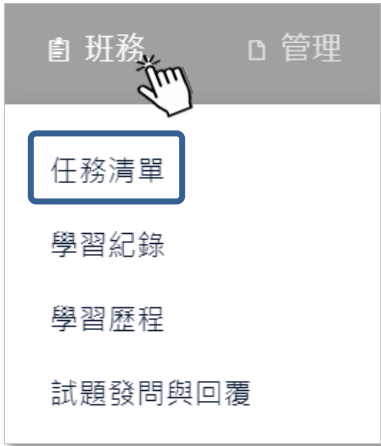 班務 管理
任務清單
學習紀錄
學習歷程
試題發問與回覆